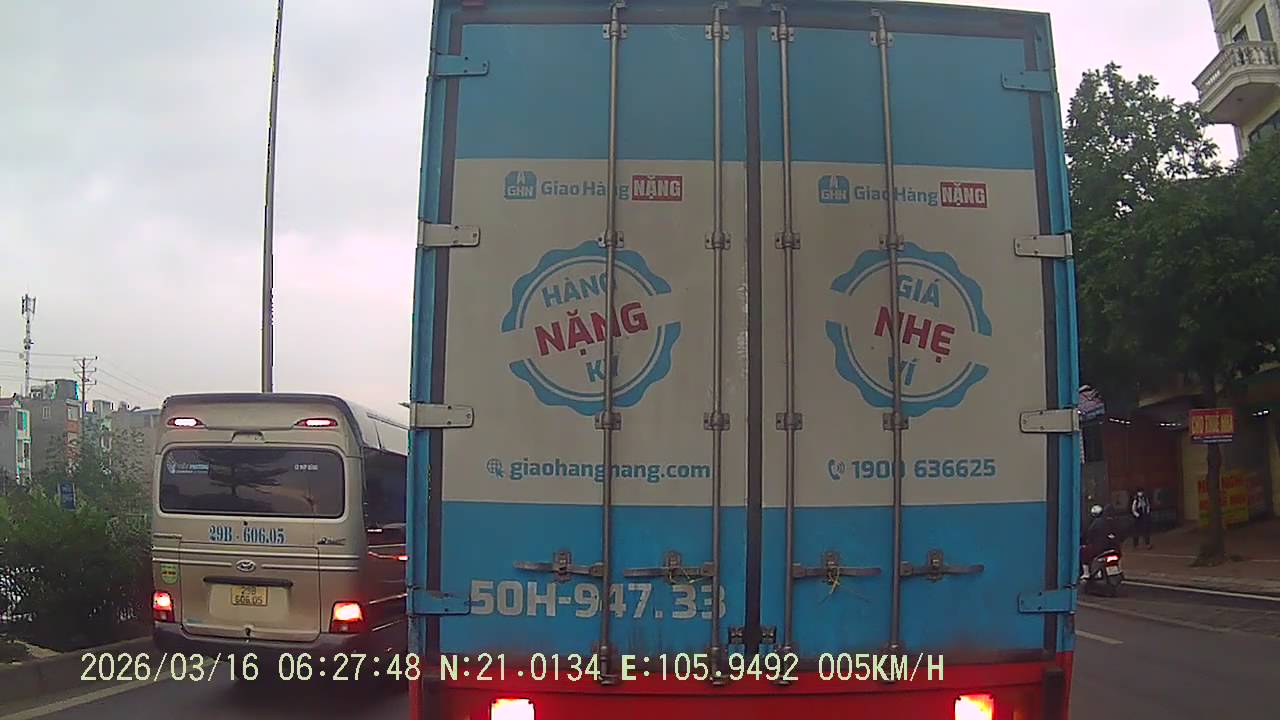 GHN Giao Hàng NẶNG
GHN Giao Hàng NẶNG
HÀNG
NẶNG
KÝ
GIÁ
NHẸ
VÍ
giaohangnang.com
1900 636625
50H-947.33
29B - 606.05
29B
606.05
2026/03/16 06:27:48 N:21.0134 E:105.9492 005KM/H